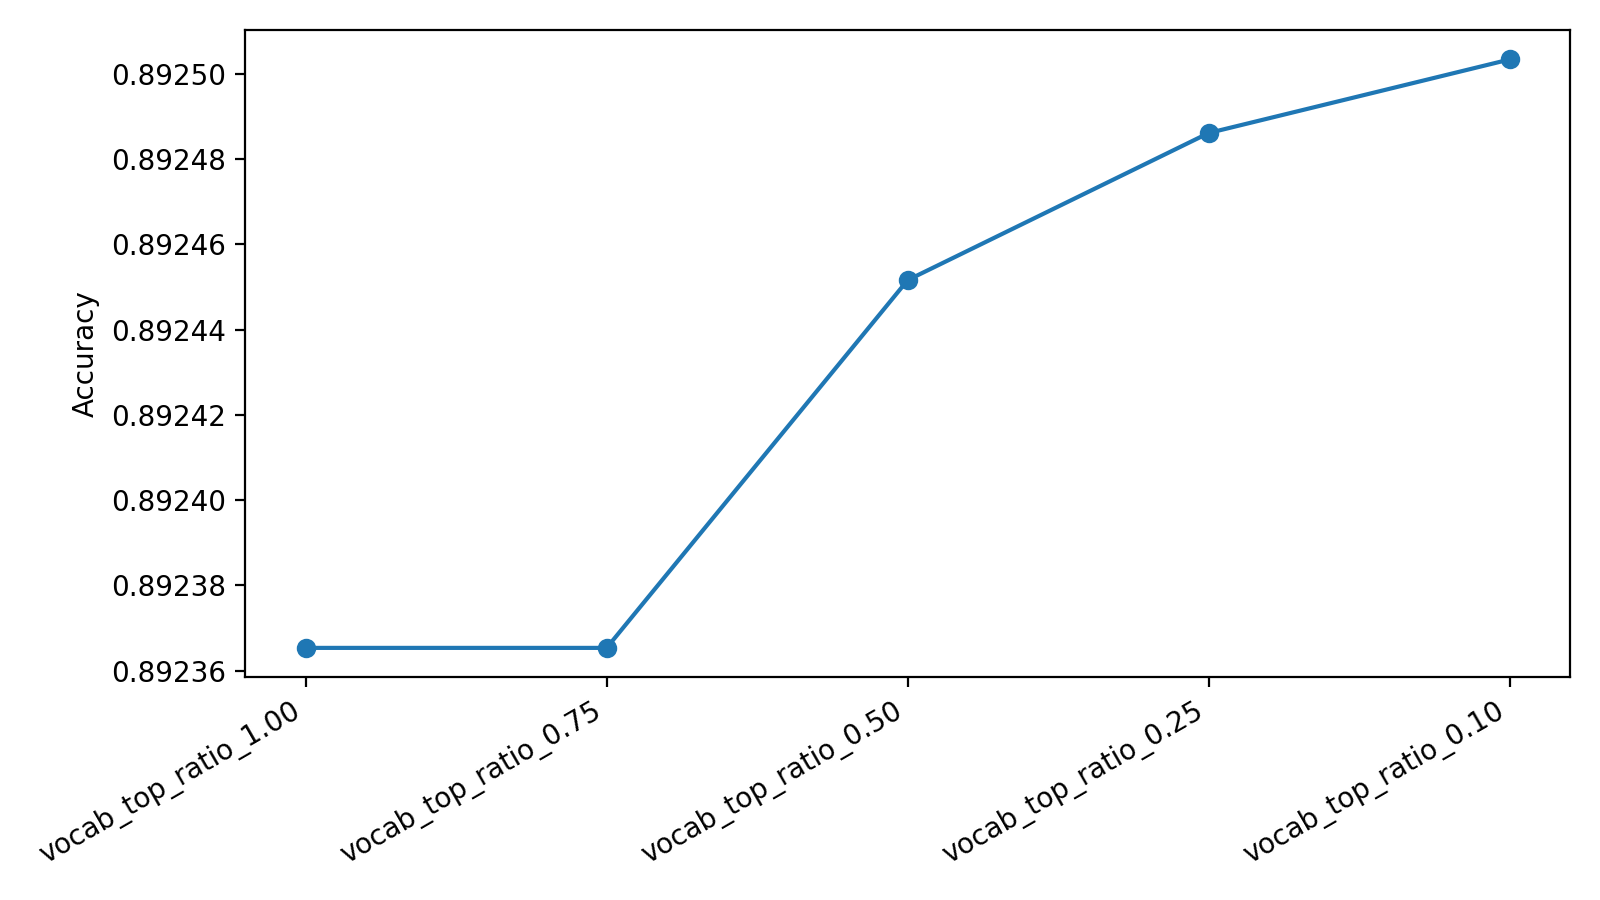 0.89250
0.89248
0.89246
0.89244
0.89242
0.89240
0.89238
0.89236
Accuracy
vocab_top_ratio_1.00
vocab_top_ratio_0.75
vocab_top_ratio_0.50
vocab_top_ratio_0.25
vocab_top_ratio_0.10